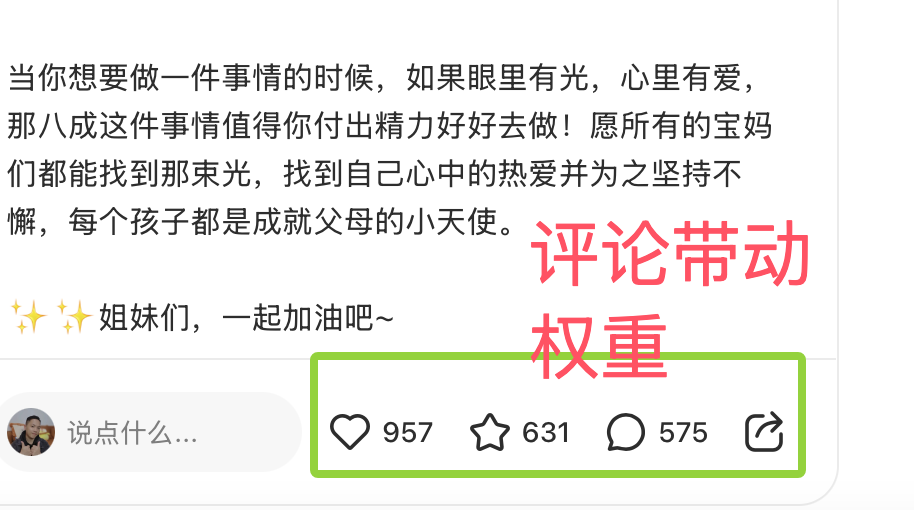 当你想要做一件事情的时候，如果眼里有光，心里有爱，
那八成这件事情值得你付出精力好好去做！愿所有的宝妈
们都能找到那束光，找到自己心中的热爱并为之坚持不
懈，每个孩子都是成就父母的小天使。
评论带动
权重
✨✨姐妹们，一起加油吧~
说点什么...
957
631
575